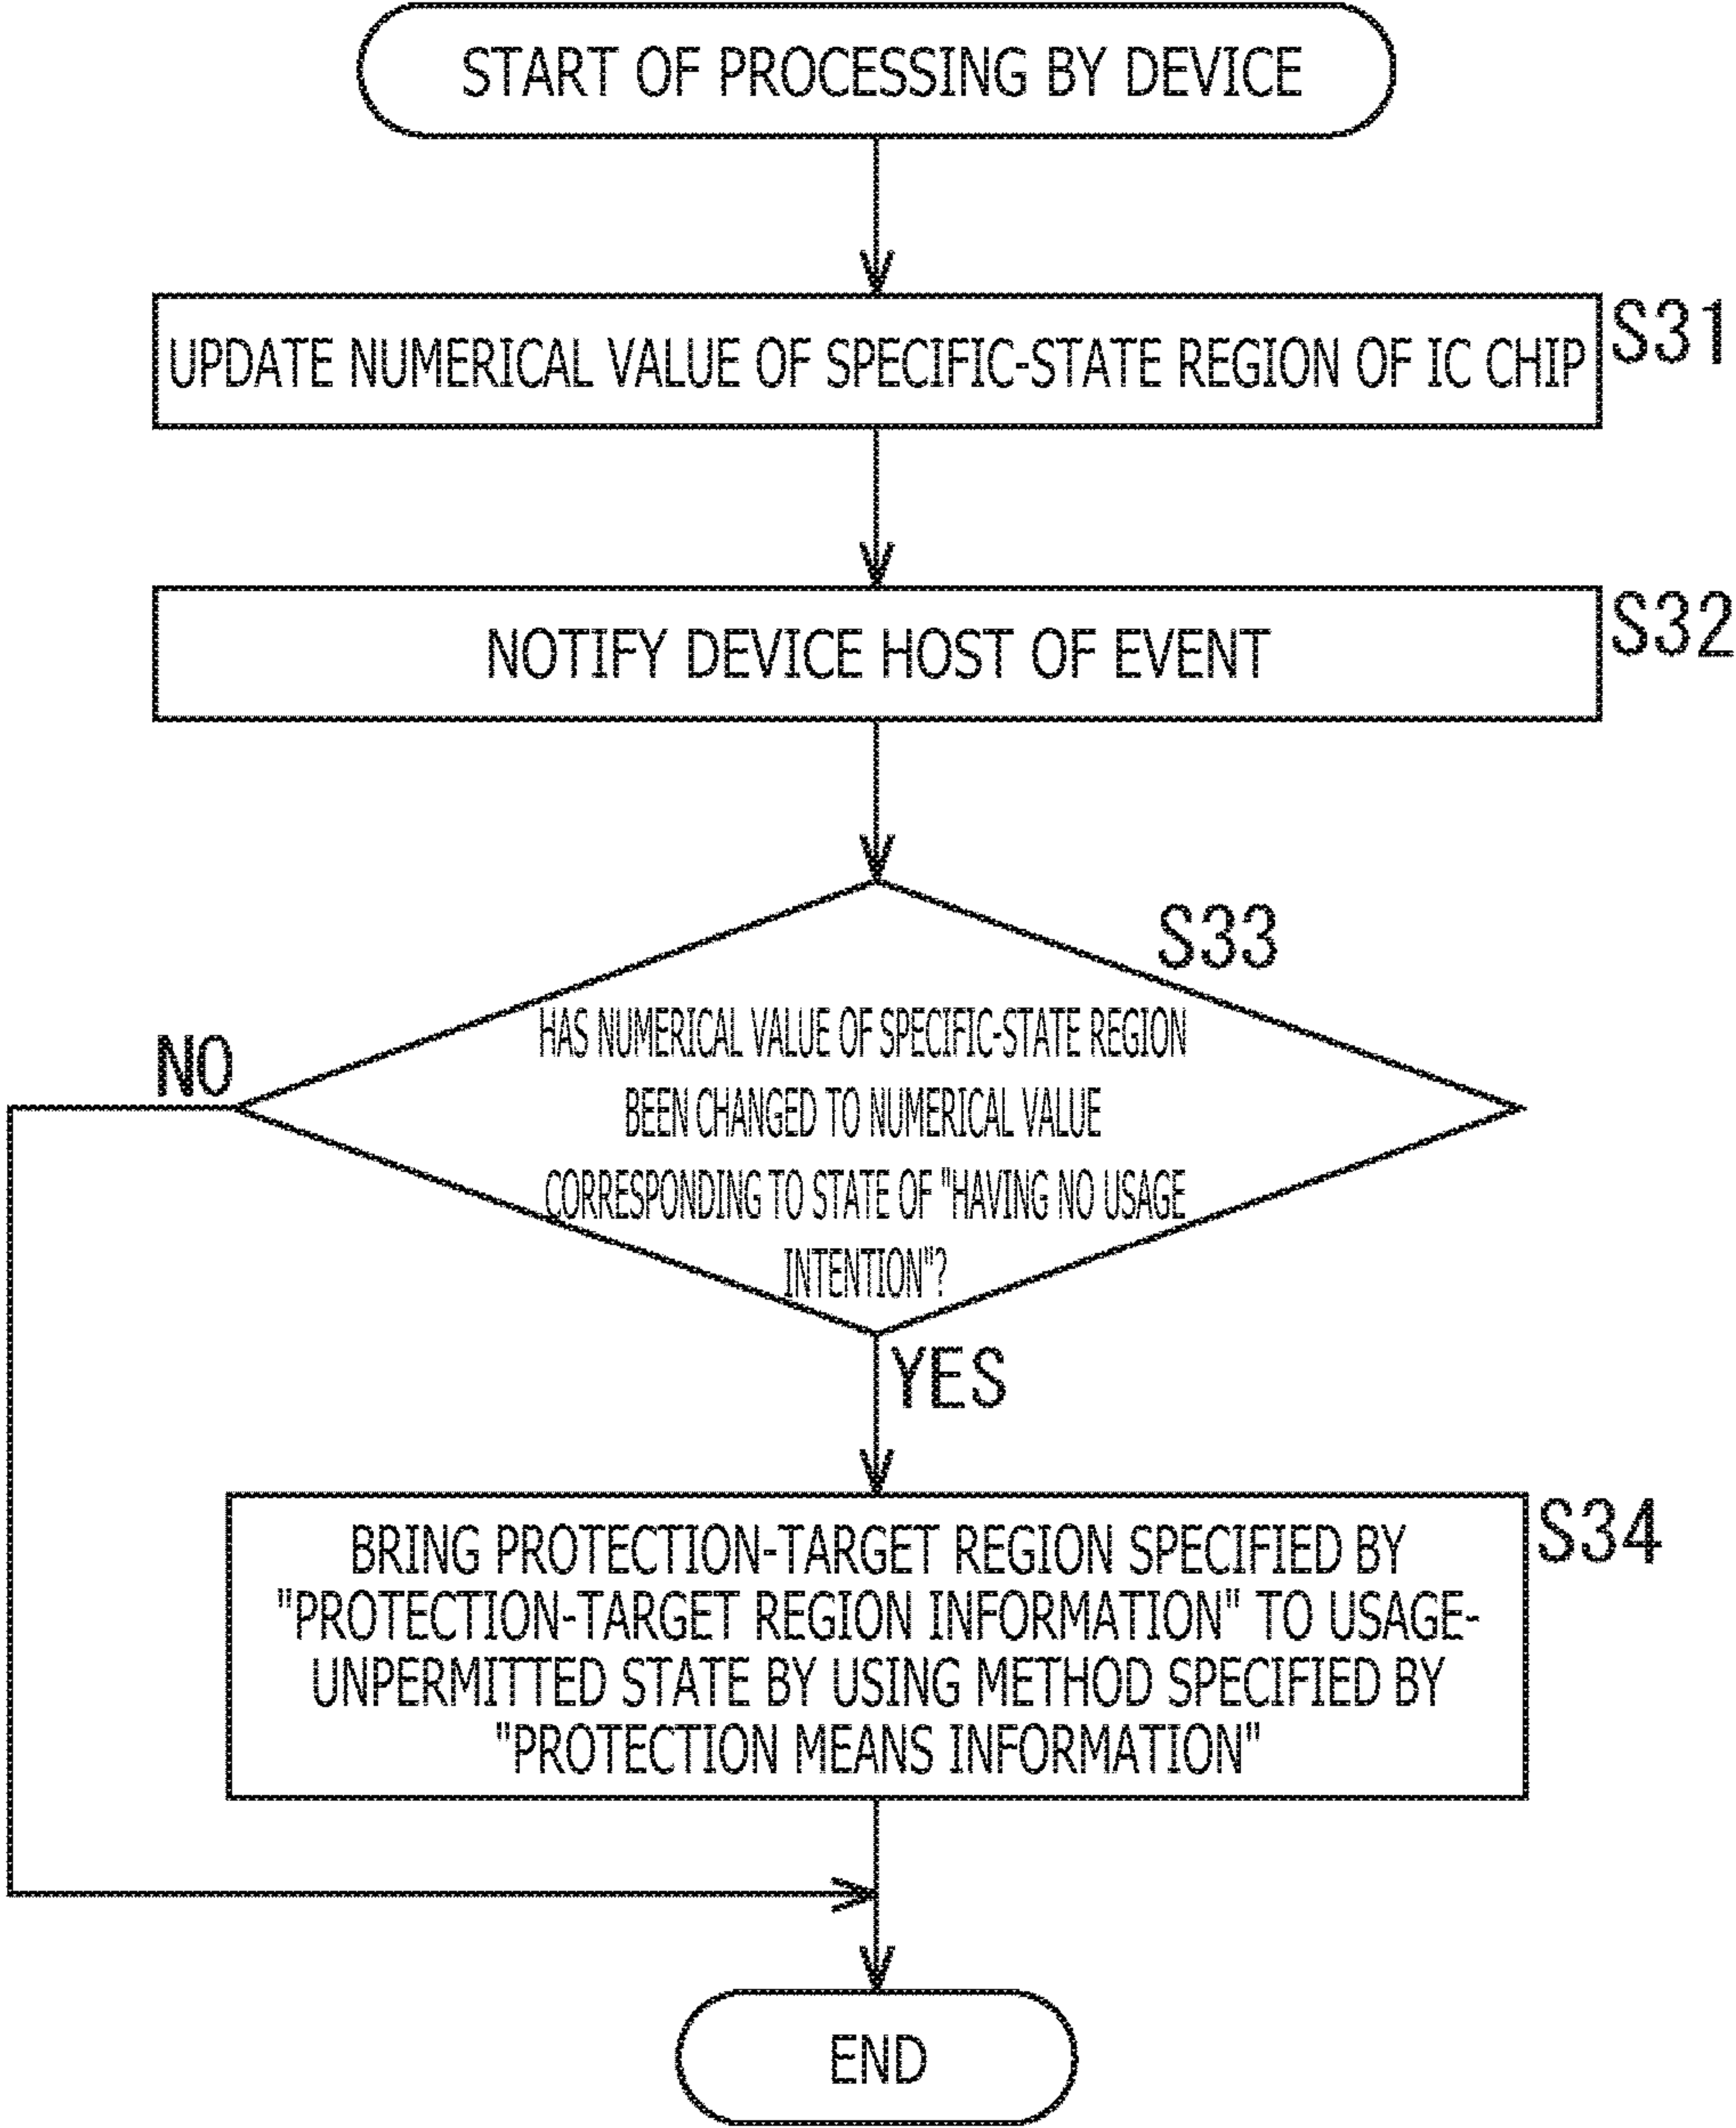 START OF PROCESSING BY DEVICE
UPDATE NUMERICAL VALUE OF SPECIFIC-STATE REGION OF IC CHIP
S31
NOTIFY DEVICE HOST OF EVENT
S32
S33
HAS NUMERICAL VALUE OF SPECIFIC-STATE REGION
BEEN CHANGED TO NUMERICAL VALUE
CORRESPONDING TO STATE OF "HAVING NO USAGE
INTENTION"?
NO
YES
BRING PROTECTION-TARGET REGION SPECIFIED BY
"PROTECTION-TARGET REGION INFORMATION" TO USAGE-
UNPERMITTED STATE BY USING METHOD SPECIFIED BY
"PROTECTION MEANS INFORMATION"
S34
END